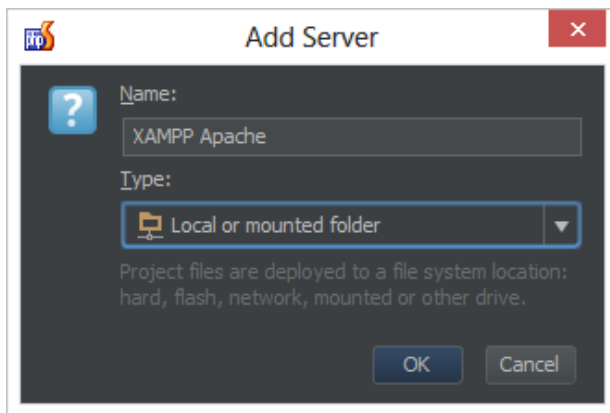 php
Add Server
Name:
XAMPP Apache
Type:
Local or mounted folder
Project files are deployed to a file system location:
hard, flash, network, mounted or other drive.
OK Cancel